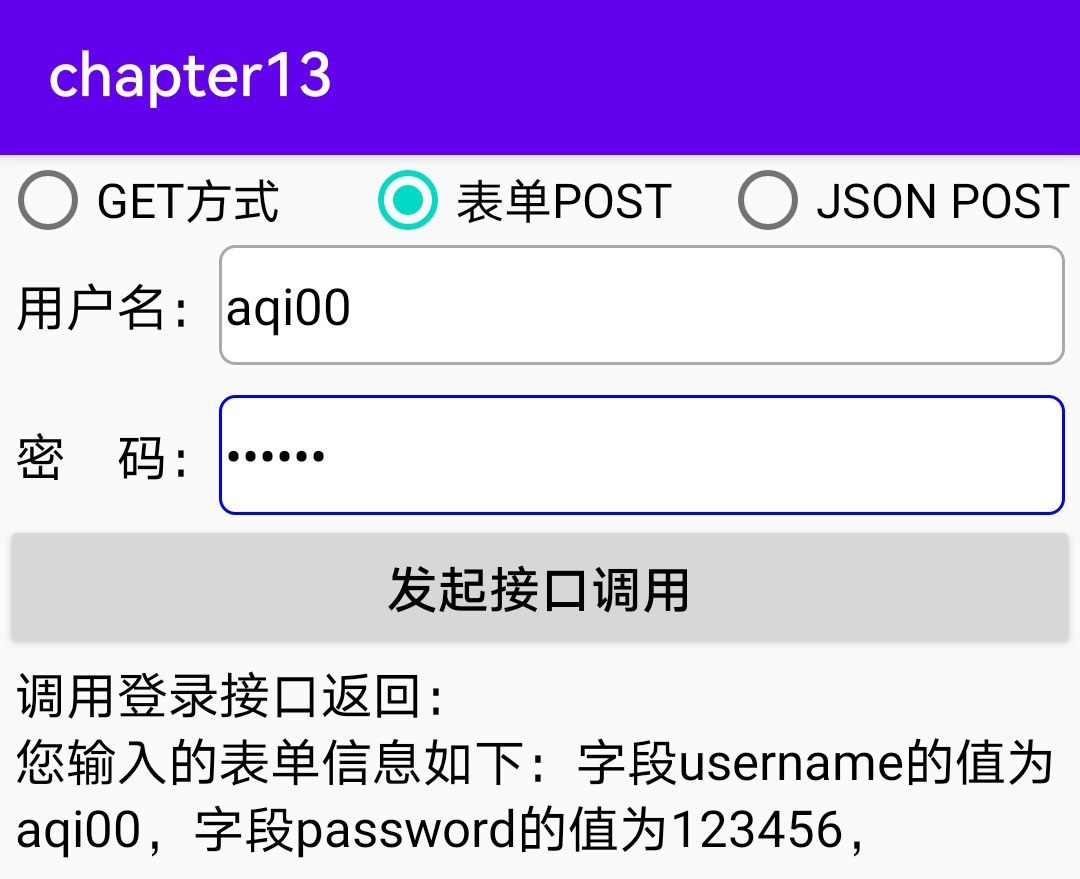 chapter13
GET方式 表单POST JSON POST
用户名： aqi00
密　码： ••••••
发起接口调用
调用登录接口返回：
您输入的表单信息如下：字段username的值为
aqi00，字段password的值为123456，